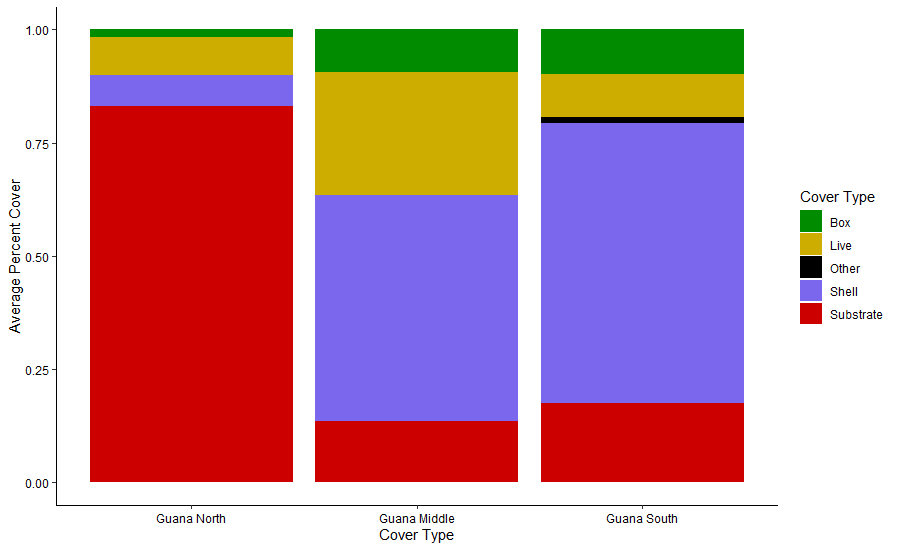 Average Percent Cover
1.00
0.75
0.50
0.25
0.00
Guana North
Guana Middle
Guana South
Cover Type
Cover Type
Box
Live
Other
Shell
Substrate